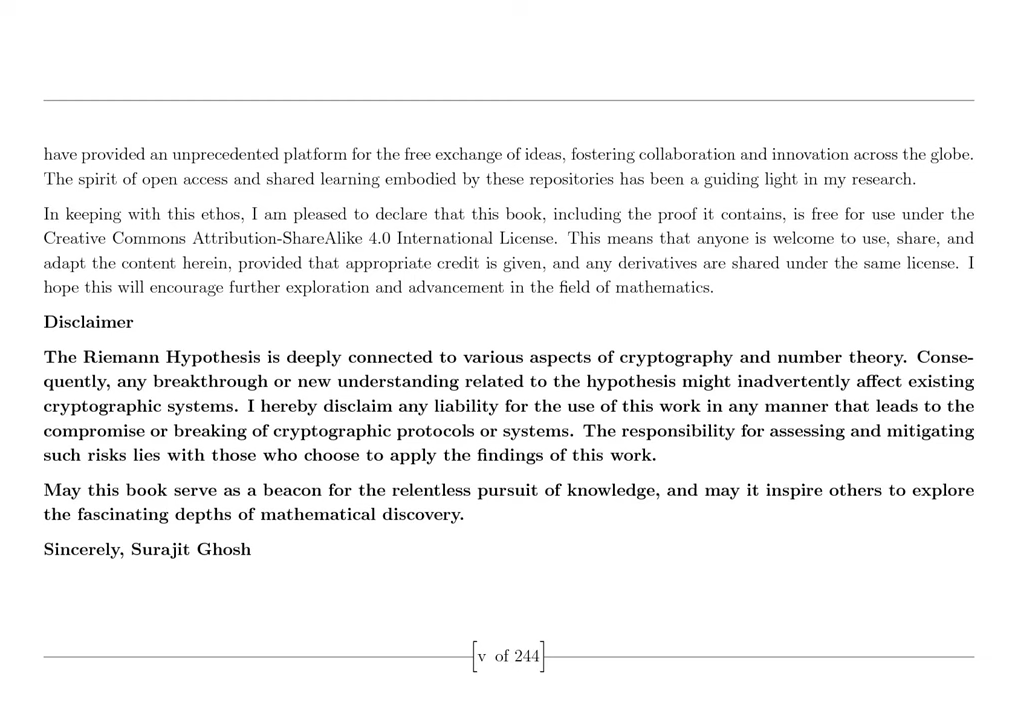 have provided an unprecedented platform for the free exchange of ideas, fostering collaboration and innovation across the globe.
The spirit of open access and shared learning embodied by these repositories has been a guiding light in my research.
In keeping with this ethos, I am pleased to declare that this book, including the proof it contains, is free for use under the
Creative Commons Attribution-ShareAlike 4.0 International License. This means that anyone is welcome to use, share, and
adapt the content herein, provided that appropriate credit is given, and any derivatives are shared under the same license. I
hope this will encourage further exploration and advancement in the field of mathematics.
Disclaimer
The Riemann Hypothesis is deeply connected to various aspects of cryptography and number theory. Conse-
quently, any breakthrough or new understanding related to the hypothesis might inadvertently affect existing
cryptographic systems. I hereby disclaim any liability for the use of this work in any manner that leads to the
compromise or breaking of cryptographic protocols or systems. The responsibility for assessing and mitigating
such risks lies with those who choose to apply the findings of this work.
May this book serve as a beacon for the relentless pursuit of knowledge, and may it inspire others to explore
the fascinating depths of mathematical discovery.
Sincerely, Surajit Ghosh
[v of 244]